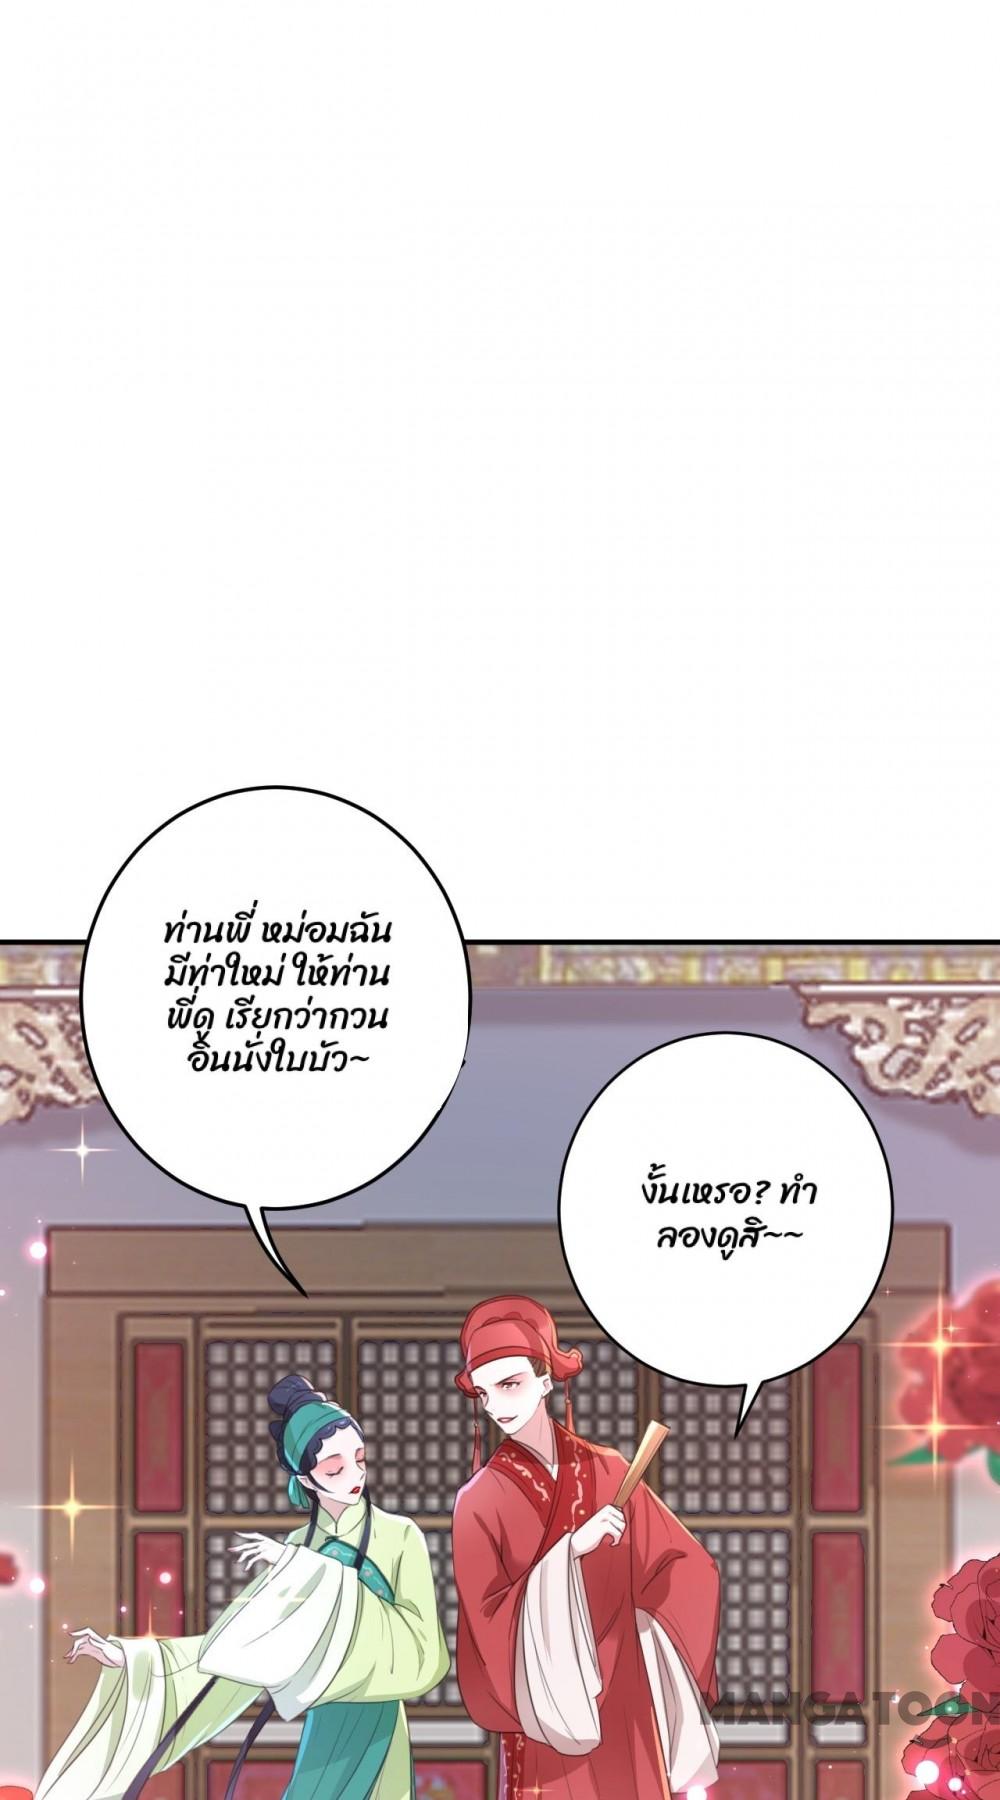 ท่านพี่ หม่อมฉัน
มีท่าใหม่ ให้ท่าน
พี่ดู เรียกว่ากวน
อิมนั่งใบบัว~
งั้นเหรอ? ทำ
ลองดูสิ~~
MANGATOON